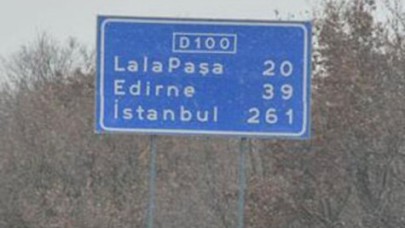 D100
LalaPaşa 20
Edirne 39
İstanbul 261